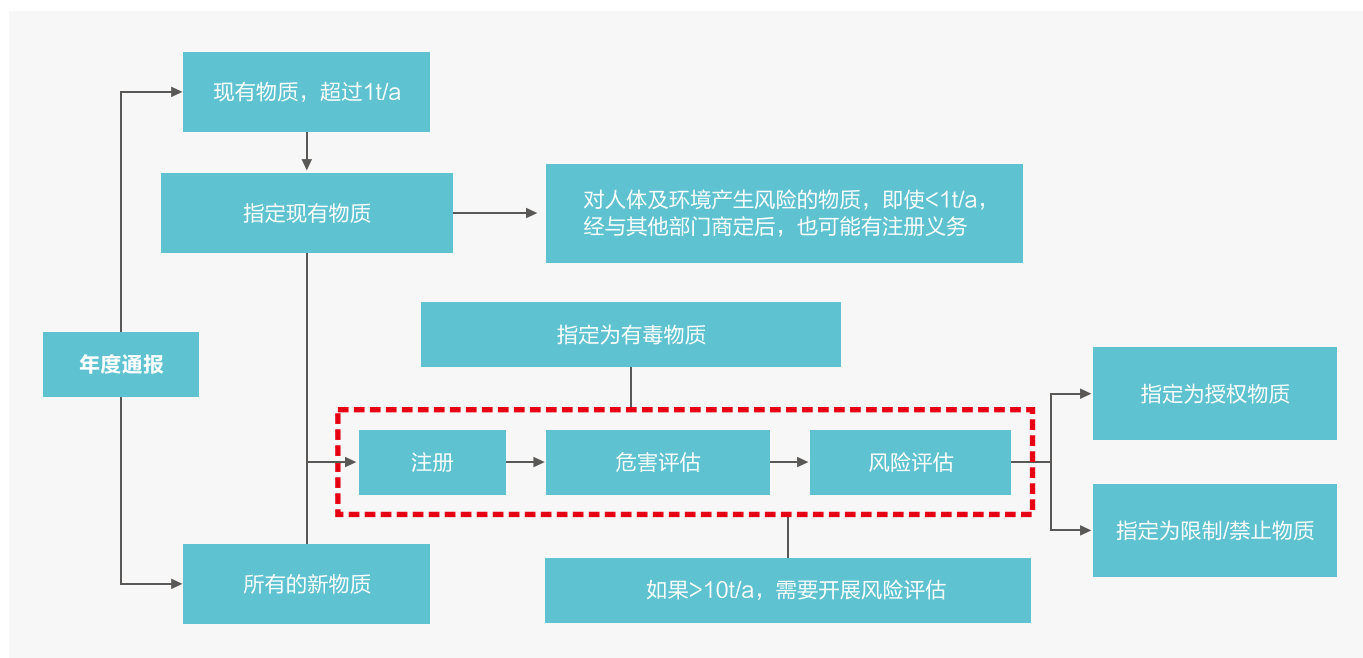 现有物质，超过1t/a
指定现有物质
对人体及环境产生风险的物质，即使<1t/a，
经与其他部门商定后，也可能有注册义务
指定为有毒物质
年度通报
指定为授权物质
注册
危害评估
风险评估
指定为限制/禁止物质
所有的新物质
如果>10t/a，需要开展风险评估